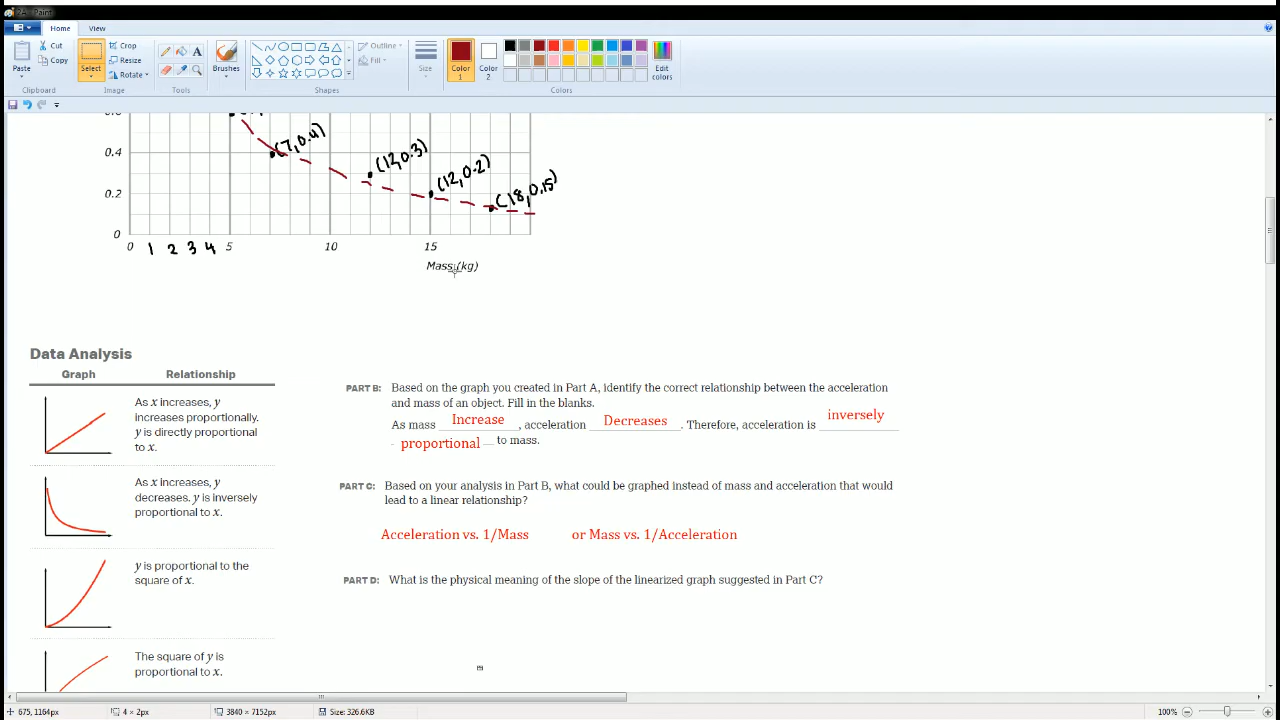 2A - Paint
Home View
Paste
Cut
Copy
Clipboard
Select
Crop
Resize
Rotate
Image
Tools
Brushes
Shapes
Outline
Fill
Size
Color 1
Color 2
Edit colors
Colors
0.4
0.2
0
(7,0.4)
(12,0.2)
(18,0.15)
0 1 2 3 4 5 10 15
Mass (kg)
Data Analysis
Graph Relationship
As x increases, y
increases proportionally.
y is directly proportional
to x.
As x increases, y
decreases. y is inversely
proportional to x.
y is proportional to the
square of x.
The square of y is
proportional to x.
PART B: Based on the graph you created in Part A, identify the correct relationship between the acceleration
and mass of an object. Fill in the blanks.
As mass Increase, acceleration Decreases. Therefore, acceleration is inversely
proportional to mass.
PART C: Based on your analysis in Part B, what could be graphed instead of mass and acceleration that would
lead to a linear relationship?
Acceleration vs. 1/Mass or Mass vs. 1/Acceleration
PART D: What is the physical meaning of the slope of the linearized graph suggested in Part C?
675, 1164px 4 × 2px 3840 × 7152px Size: 326.6KB 100%